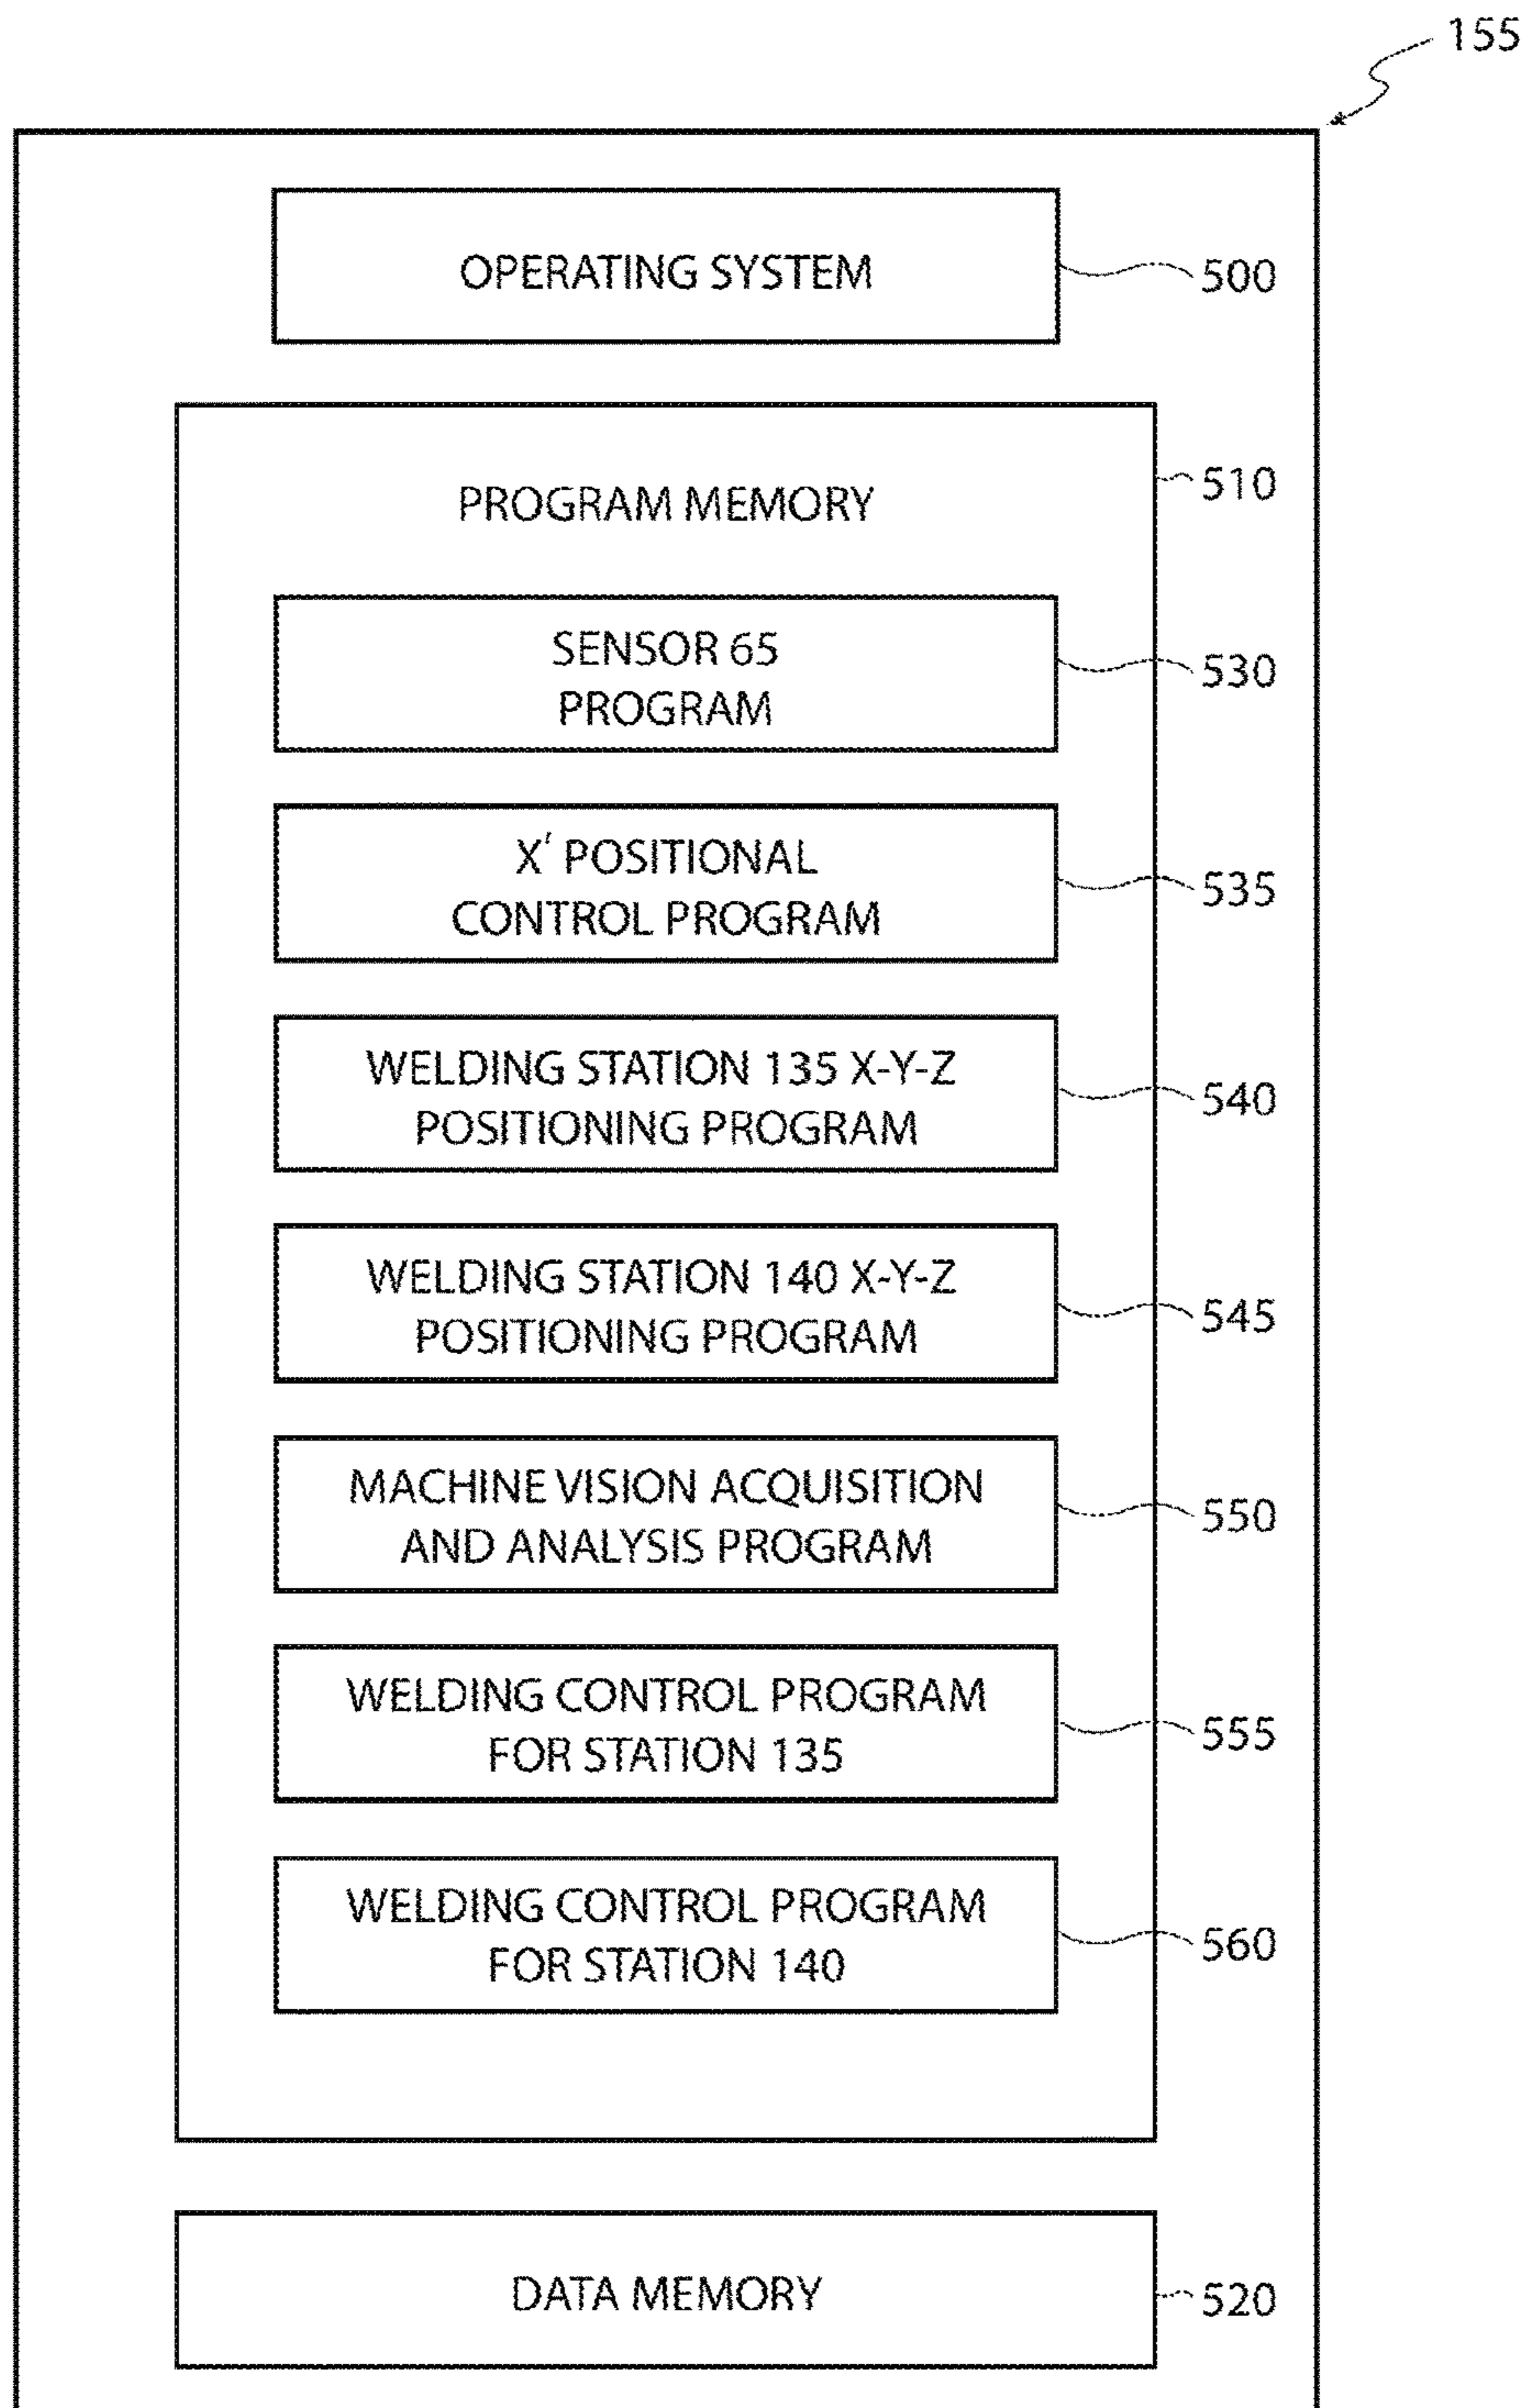 155
OPERATING SYSTEM
500
PROGRAM MEMORY
510
SENSOR 65
PROGRAM
530
X' POSITIONAL
CONTROL PROGRAM
535
WELDING STATION 135 X-Y-Z
POSITIONING PROGRAM
540
WELDING STATION 140 X-Y-Z
POSITIONING PROGRAM
545
MACHINE VISION ACQUISITION
AND ANALYSIS PROGRAM
550
WELDING CONTROL PROGRAM
FOR STATION 135
555
WELDING CONTROL PROGRAM
FOR STATION 140
560
DATA MEMORY
520